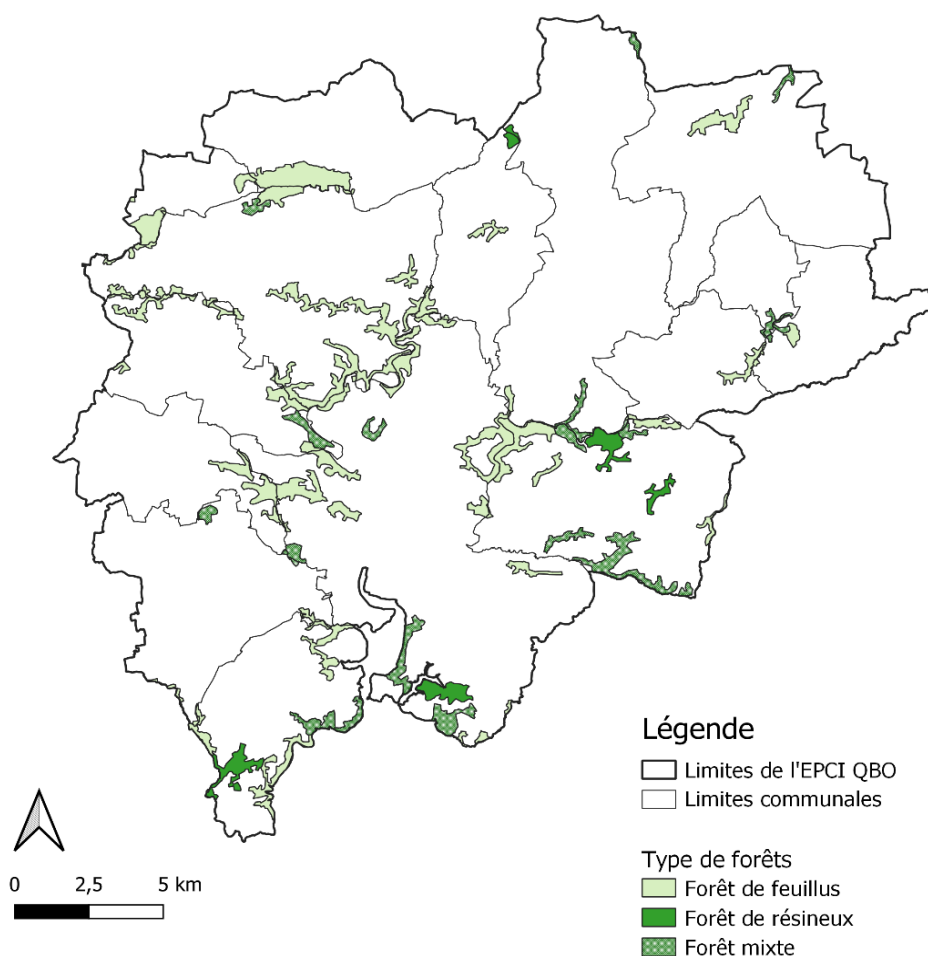 Légende
Limites de l'EPCI QBO
Limites communales
Type de forêts
Forêt de feuillus
Forêt de résineux
Forêt mixte
0 2,5 5 km